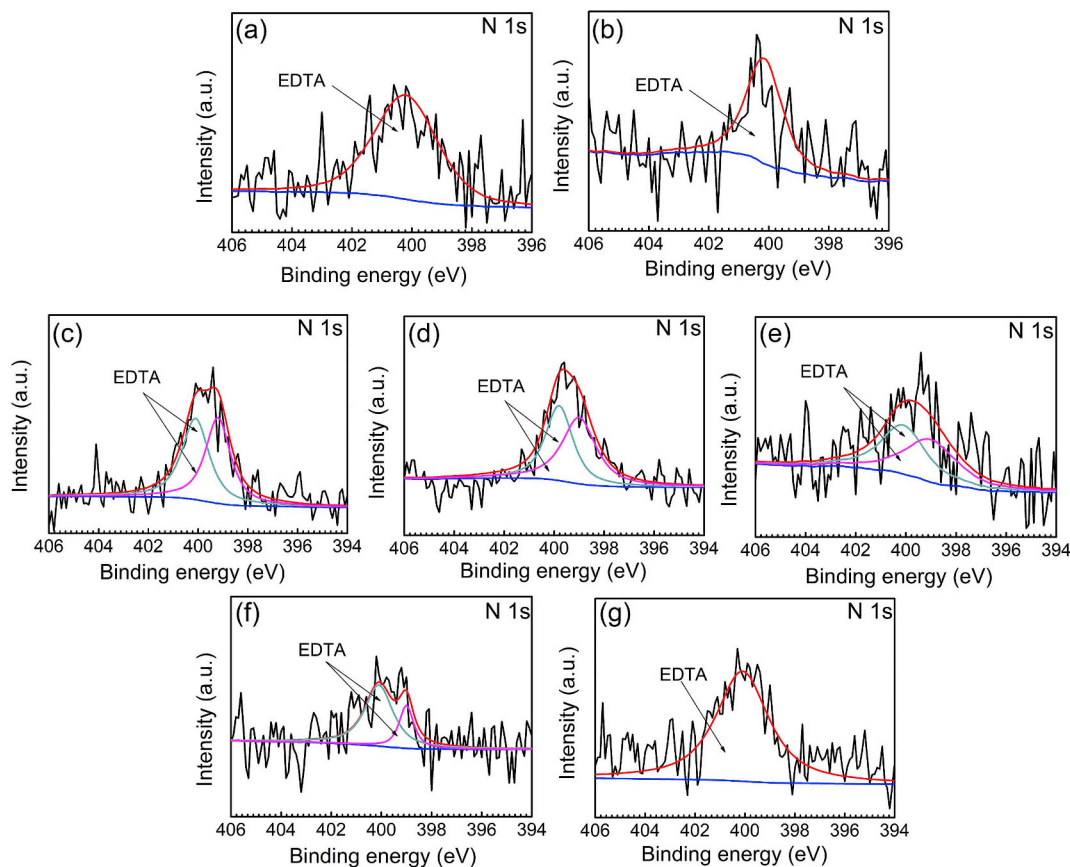 (a) N 1s
EDTA
Intensity (a.u.)
406 404 402 400 398 396
Binding energy (eV)
(b) N 1s
EDTA
Intensity (a.u.)
406 404 402 400 398 396
Binding energy (eV)
(c) N 1s
EDTA
Intensity (a.u.)
406 404 402 400 398 396 394
Binding energy (eV)
(d) N 1s
EDTA
Intensity (a.u.)
406 404 402 400 398 396 394
Binding energy (eV)
(e) N 1s
EDTA
Intensity (a.u.)
406 404 402 400 398 396 394
Binding energy (eV)
(f) N 1s
EDTA
Intensity (a.u.)
406 404 402 400 398 396 394
Binding energy (eV)
(g) N 1s
EDTA
Intensity (a.u.)
406 404 402 400 398 396 394
Binding energy (eV)